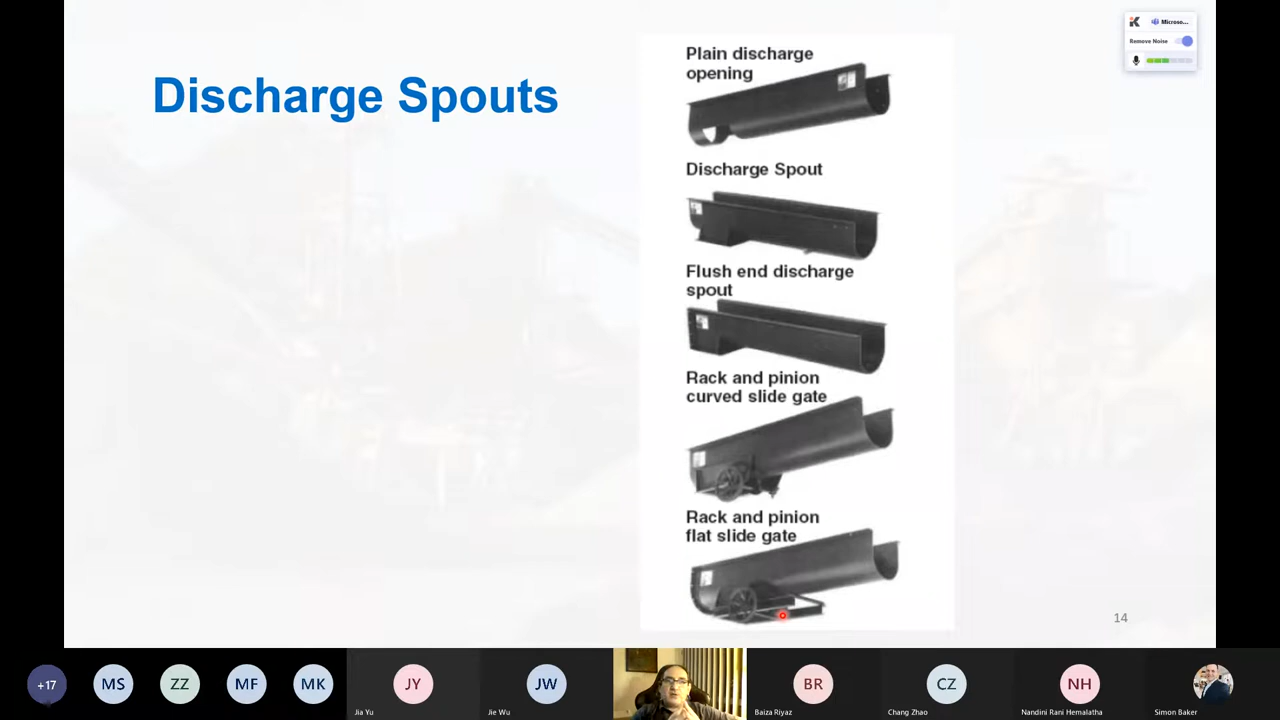 Discharge Spouts
Plain discharge
opening
Discharge Spout
Flush end discharge
spout
Rack and pinion
curved slide gate
Rack and pinion
flat slide gate
14
Microso...
Remove Noise
+17
MS
ZZ
MF
MK
JY
Jia Yu
JW
Jie Wu
BR
Baiza Riyaz
CZ
Chang Zhao
NH
Nandini Rani Hemalatha
Simon Baker